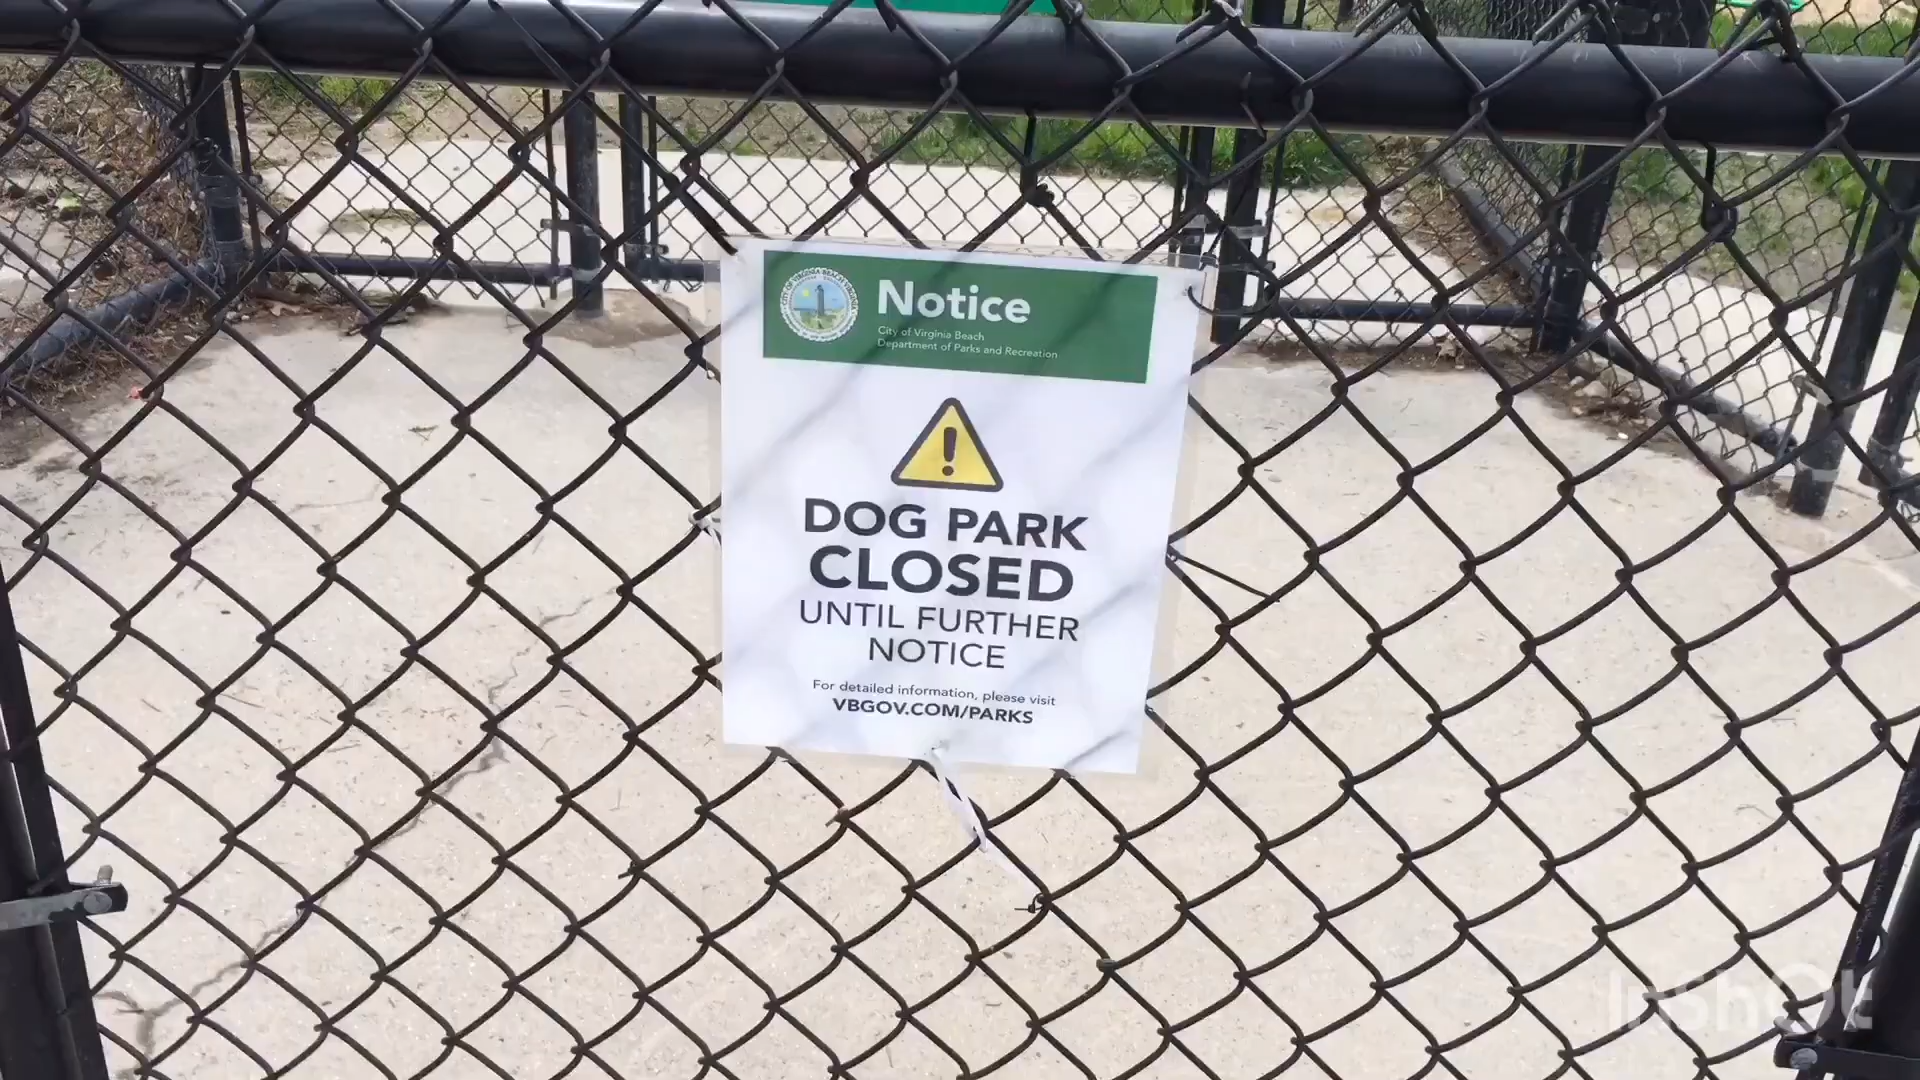 Notice
City of Virginia Beach
Department of Parks and Recreation
DOG PARK
CLOSED
UNTIL FURTHER
NOTICE
For detailed information, please visit
VBGOV.COM/PARKS
InShOt